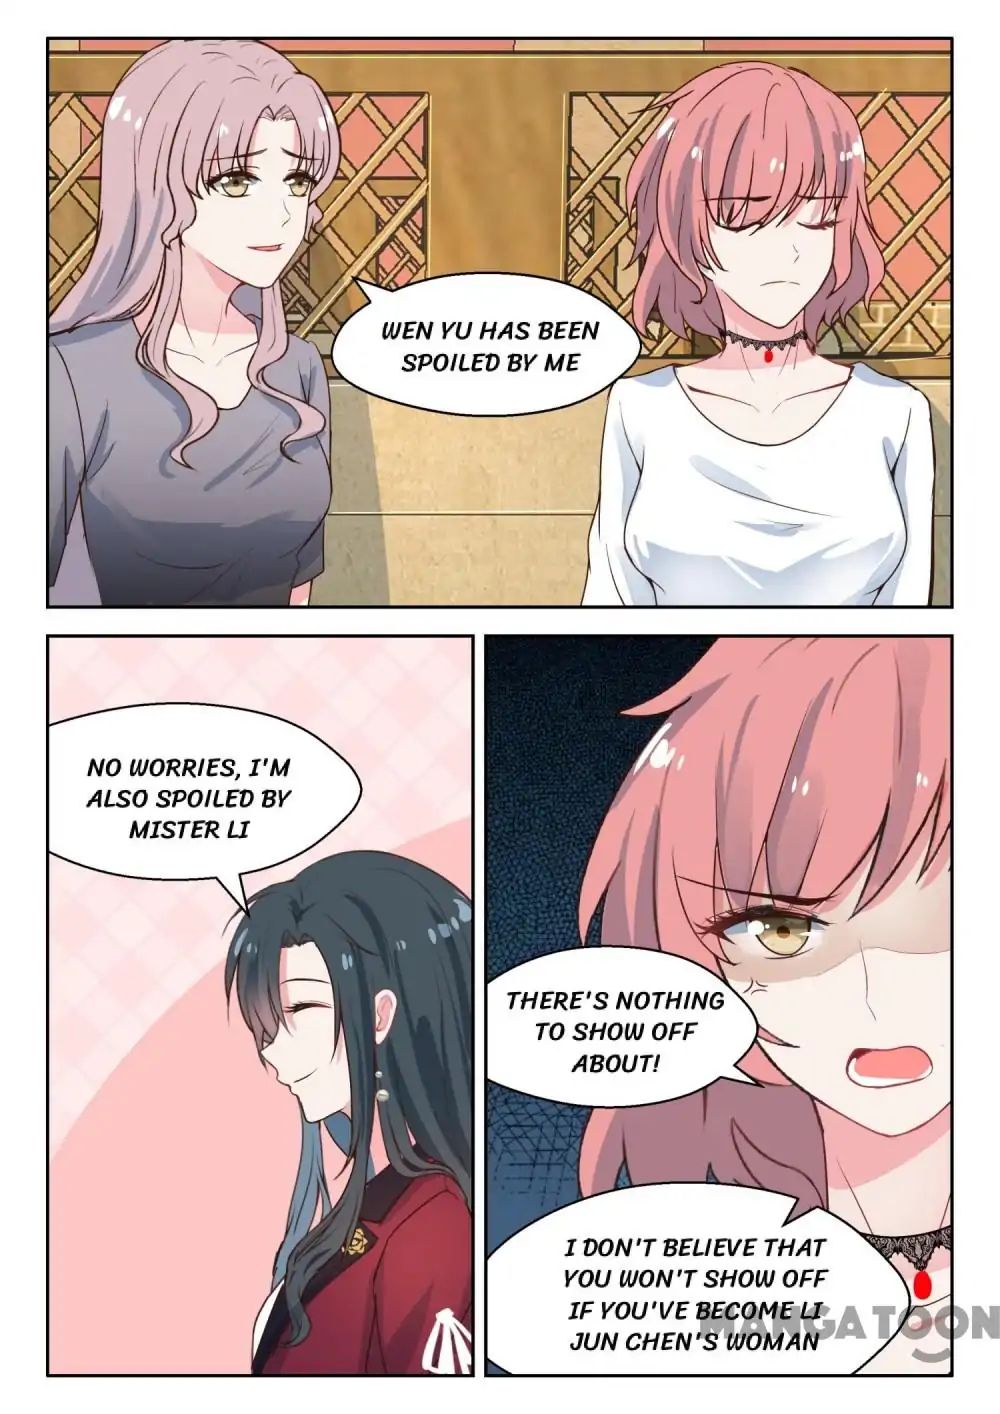 WEN YU HAS BEEN
SPOILED BY ME
NO WORRIES, I'M
ALSO SPOILED BY
MISTER LI
THERE'S NOTHING
TO SHOW OFF
ABOUT!
I DON'T BELIEVE THAT
YOU WON'T SHOW OFF
IF YOU'VE BECOME LI
JUN CHEN'S WOMAN
MANGATOON